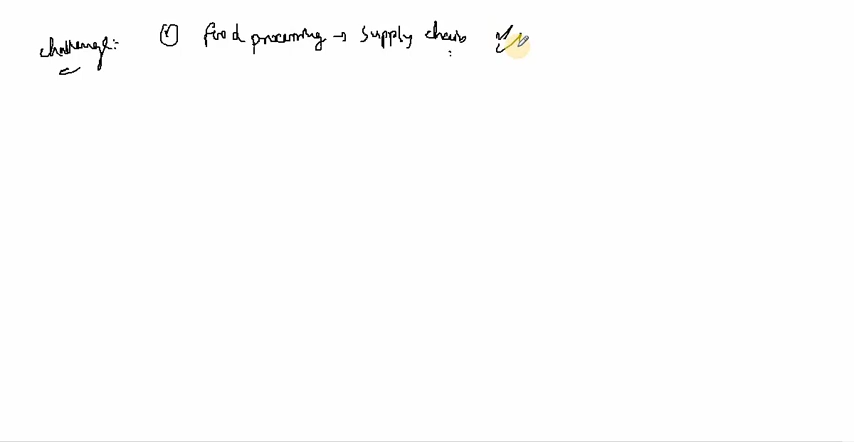 challenge:- ① food processing → supply chain